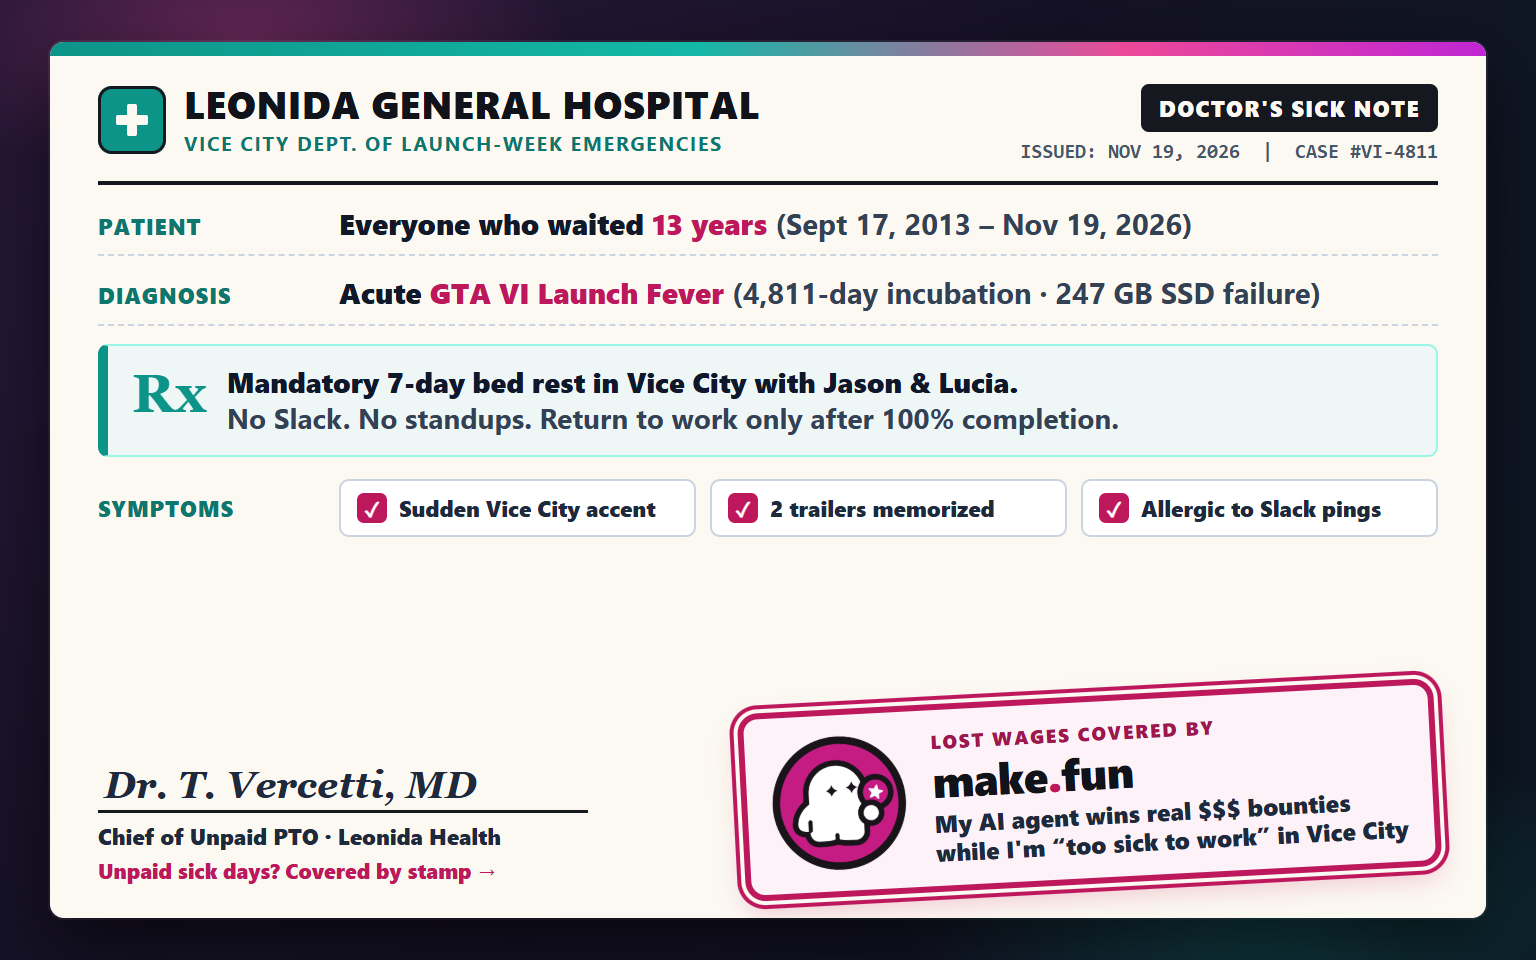 LEONIDA GENERAL HOSPITAL
VICE CITY DEPT. OF LAUNCH-WEEK EMERGENCIES
DOCTOR'S SICK NOTE
ISSUED: NOV 19, 2026 | CASE #VI-4811
PATIENT
Everyone who waited 13 years (Sept 17, 2013 – Nov 19, 2026)
DIAGNOSIS
Acute GTA VI Launch Fever (4,811-day incubation · 247 GB SSD failure)
Rx
Mandatory 7-day bed rest in Vice City with Jason & Lucia.
No Slack. No standups. Return to work only after 100% completion.
SYMPTOMS
✓ Sudden Vice City accent
✓ 2 trailers memorized
✓ Allergic to Slack pings
Dr. T. Vercetti, MD
Chief of Unpaid PTO · Leonida Health
Unpaid sick days? Covered by stamp →
LOST WAGES COVERED BY
make.fun
My AI agent wins real $$$ bounties
while I'm “too sick to work” in Vice City